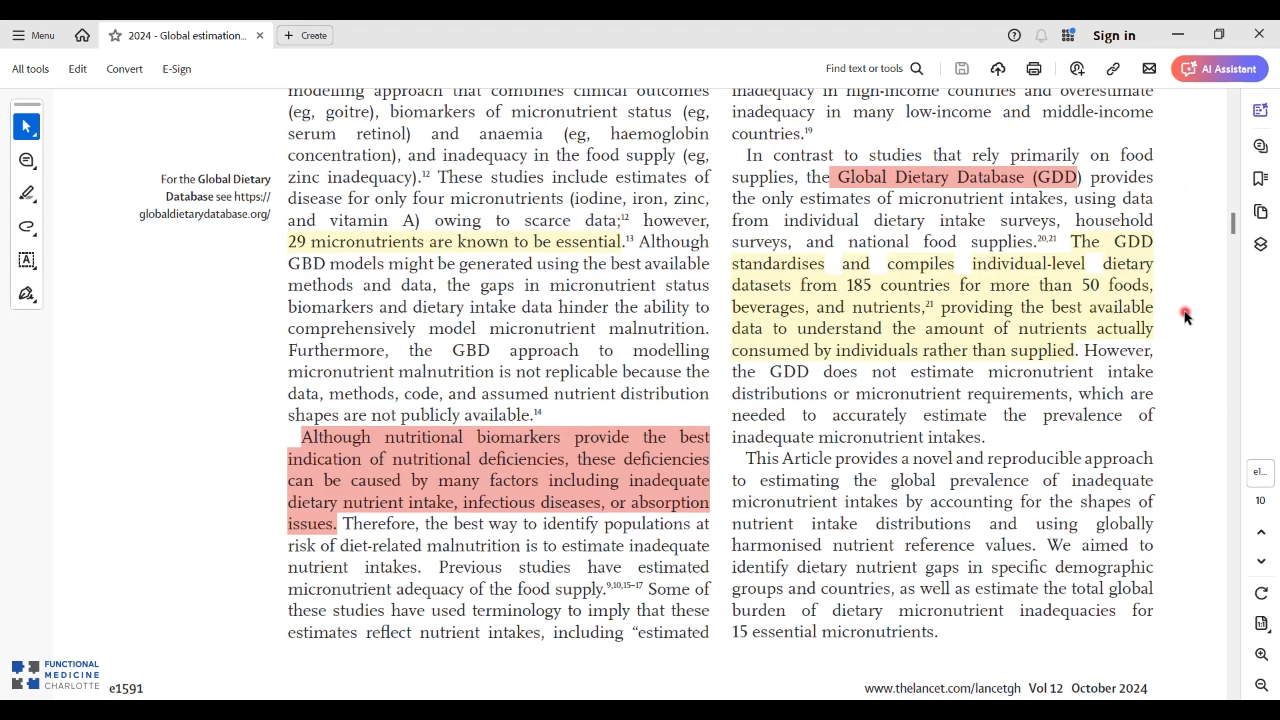 Menu
2024 - Global estimation...
Create
Sign in
All tools
Edit
Convert
E-Sign
Find text or tools
AI Assistant
For the Global Dietary
Database see https://
globaldietarydatabase.org/
modelling approach that combines clinical outcomes
(eg, goitre), biomarkers of micronutrient status (eg,
serum retinol) and anaemia (eg, haemoglobin
concentration), and inadequacy in the food supply (eg,
zinc inadequacy).¹² These studies include estimates of
disease for only four micronutrients (iodine, iron, zinc,
and vitamin A) owing to scarce data;¹² however,
29 micronutrients are known to be essential.¹³ Although
GBD models might be generated using the best available
methods and data, the gaps in micronutrient status
biomarkers and dietary intake data hinder the ability to
comprehensively model micronutrient malnutrition.
Furthermore, the GBD approach to modelling
micronutrient malnutrition is not replicable because the
data, methods, code, and assumed nutrient distribution
shapes are not publicly available.¹⁴
Although nutritional biomarkers provide the best
indication of nutritional deficiencies, these deficiencies
can be caused by many factors including inadequate
dietary nutrient intake, infectious diseases, or absorption
issues. Therefore, the best way to identify populations at
risk of diet-related malnutrition is to estimate inadequate
nutrient intakes. Previous studies have estimated
micronutrient adequacy of the food supply.⁹,¹⁰,¹⁵⁻¹⁷ Some of
these studies have used terminology to imply that these
estimates reflect nutrient intakes, including “estimated
inadequacy in high-income countries and overestimate
inadequacy in many low-income and middle-income
countries.¹⁹
In contrast to studies that rely primarily on food
supplies, the Global Dietary Database (GDD) provides
the only estimates of micronutrient intakes, using data
from individual dietary intake surveys, household
surveys, and national food supplies.²⁰,²¹ The GDD
standardises and compiles individual-level dietary
datasets from 185 countries for more than 50 foods,
beverages, and nutrients,²¹ providing the best available
data to understand the amount of nutrients actually
consumed by individuals rather than supplied. However,
the GDD does not estimate micronutrient intake
distributions or micronutrient requirements, which are
needed to accurately estimate the prevalence of
inadequate micronutrient intakes.
This Article provides a novel and reproducible approach
to estimating the global prevalence of inadequate
micronutrient intakes by accounting for the shapes of
nutrient intake distributions and using globally
harmonised nutrient reference values. We aimed to
identify dietary nutrient gaps in specific demographic
groups and countries, as well as estimate the total global
burden of dietary micronutrient inadequacies for
15 essential micronutrients.
e1...
10
FUNCTIONAL
MEDICINE
CHARLOTTE
e1591
www.thelancet.com/lancetgh Vol 12 October 2024